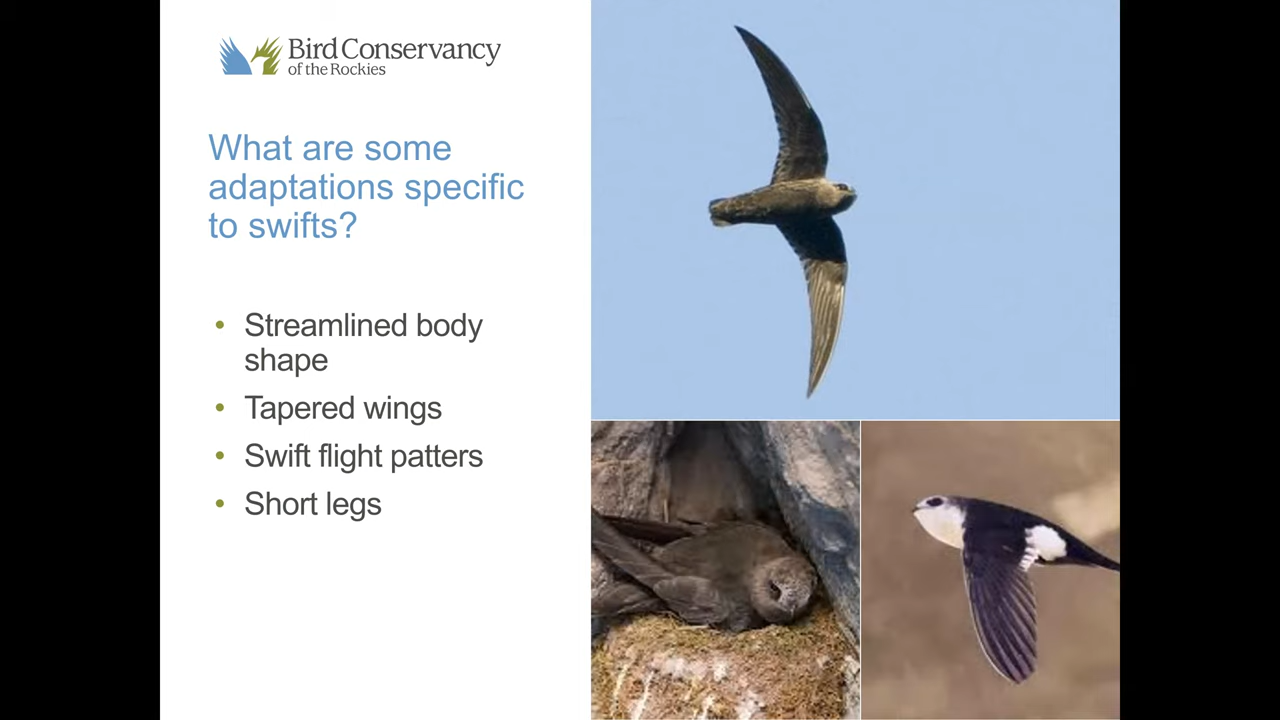 Bird Conservancy
of the Rockies
What are some
adaptations specific
to swifts?
• Streamlined body
shape
• Tapered wings
• Swift flight patters
• Short legs